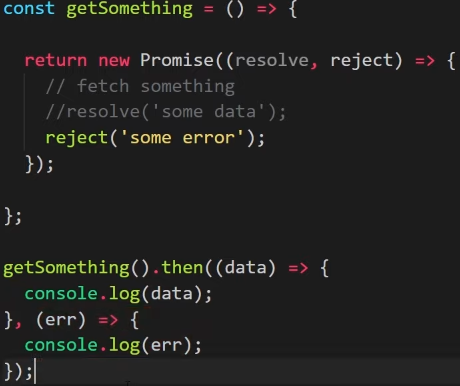 const getSomething = () => {
return new Promise((resolve, reject) => {
// fetch something
//resolve('some data');
reject('some error');
});
};
getSomething().then((data) => {
console.log(data);
}, (err) => {
console.log(err);
});